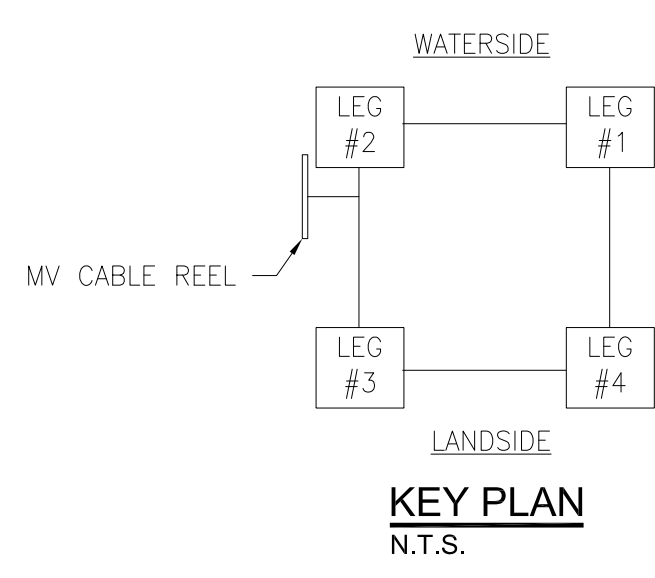 WATERSIDE
LEG
#2
LEG
#1
MV CABLE REEL
LEG
#3
LEG
#4
LANDSIDE
KEY PLAN
N.T.S.